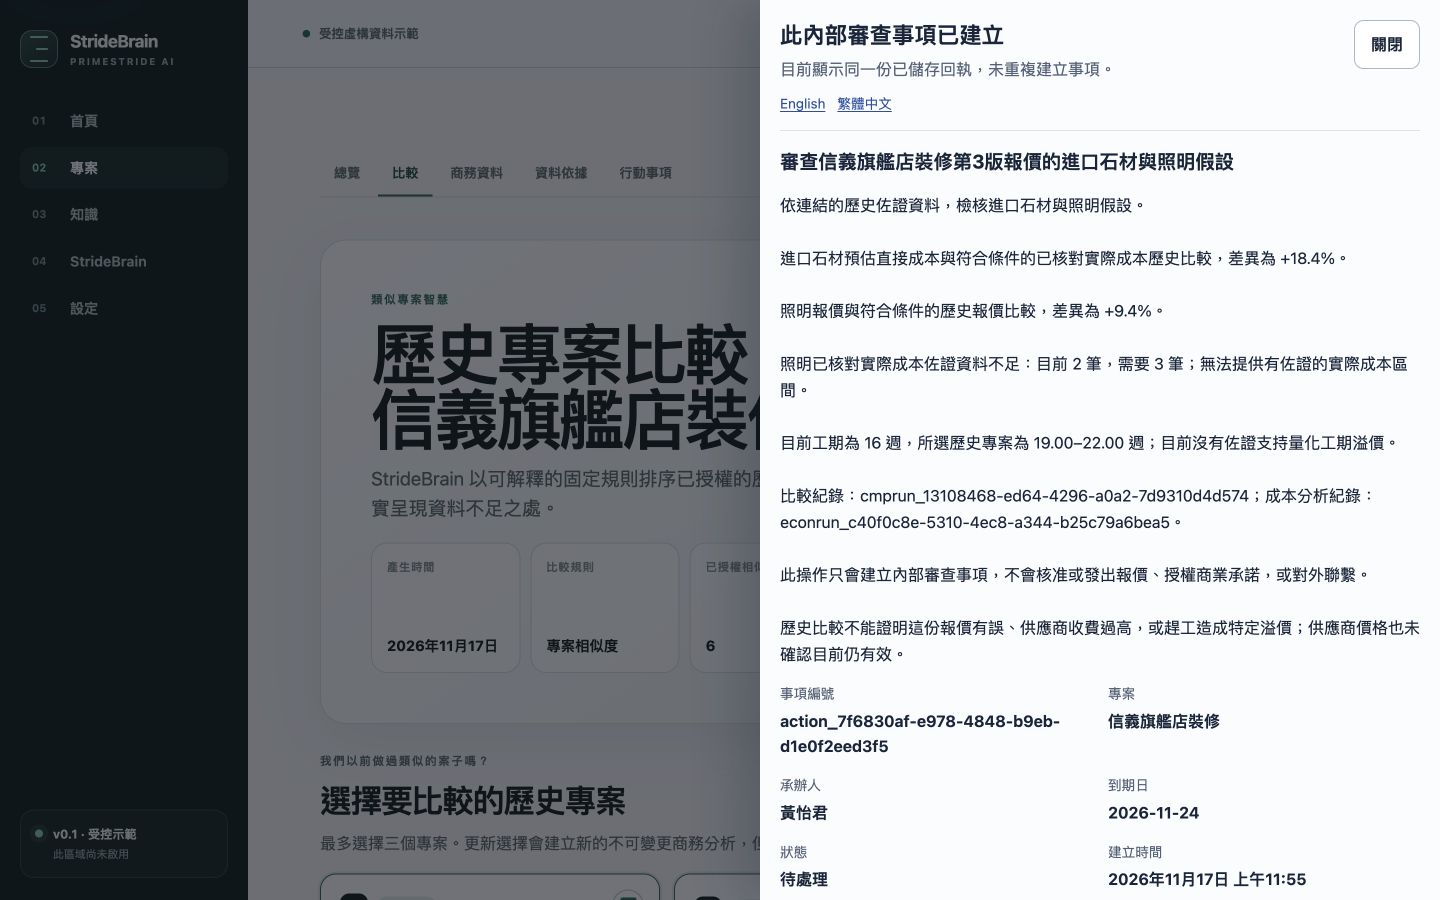 StrideBrain
PRIMESTRIDE AI
01 首頁
02 專案
03 知識
04 StrideBrain
05 設定
v0.1 · 受控示範
此區域尚未啟用
受控虛構資料示範
總覽 比較 商務資料 資料依據 行動事項
類似專案智慧
歷史專案比較
信義旗艦店裝
StrideBrain 以可解釋的固定規則排序已授權的
實呈現資料不足之處。
產生時間
2026年11月17日
比較規則
專案相似度
已授權相
6
我們以前做過類似的案子嗎？
選擇要比較的歷史專案
最多選擇三個專案。更新選擇會建立新的不可變更商務分析，
此內部審查事項已建立
目前顯示同一份已儲存回執，未重複建立事項。
關閉
English 繁體中文
審查信義旗艦店裝修第3版報價的進口石材與照明假設
依連結的歷史佐證資料，檢核進口石材與照明假設。
進口石材預估直接成本與符合條件的已核對實際成本歷史比較，差異為 +18.4%。
照明報價與符合條件的歷史報價比較，差異為 +9.4%。
照明已核對實際成本佐證資料不足：目前 2 筆，需要 3 筆；無法提供有佐證的實際成本區
間。
目前工期為 16 週，所選歷史專案為 19.00–22.00 週；目前沒有佐證支持量化工期溢價。
比較紀錄：cmprun_13108468-ed64-4296-a0a2-7d9310d4d574；成本分析紀錄：
econrun_c40f0c8e-5310-4ec8-a344-b25c79a6bea5。
此操作只會建立內部審查事項，不會核准或發出報價、授權商業承諾，或對外聯繫。
歷史比較不能證明這份報價有誤、供應商收費過高，或趕工造成特定溢價；供應商價格也未
確認目前仍有效。
事項編號
action_7f6830af-e978-4848-b9eb-
d1e0f2eed3f5
專案
信義旗艦店裝修
承辦人
黃怡君
到期日
2026-11-24
狀態
待處理
建立時間
2026年11月17日 上午11:55